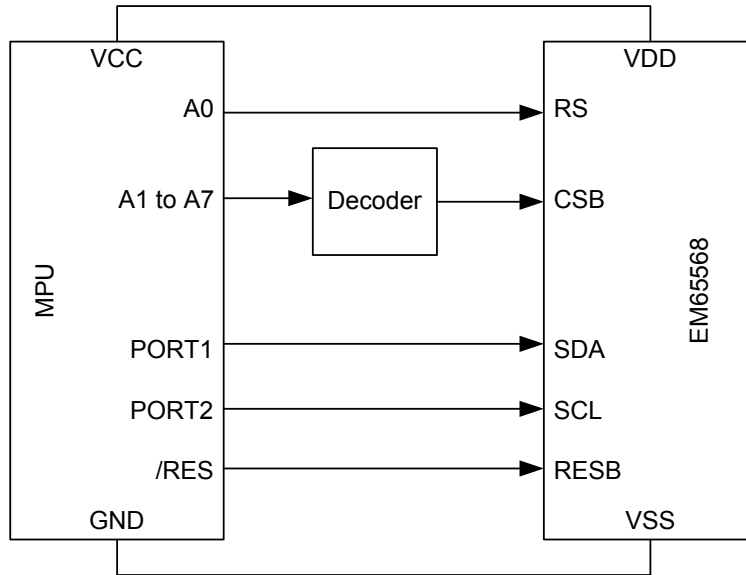 VCC
VDD
A0
RS
A1 to A7
Decoder
CSB
MPU
EM65568
PORT1
SDA
PORT2
SCL
/RES
RESB
GND
VSS